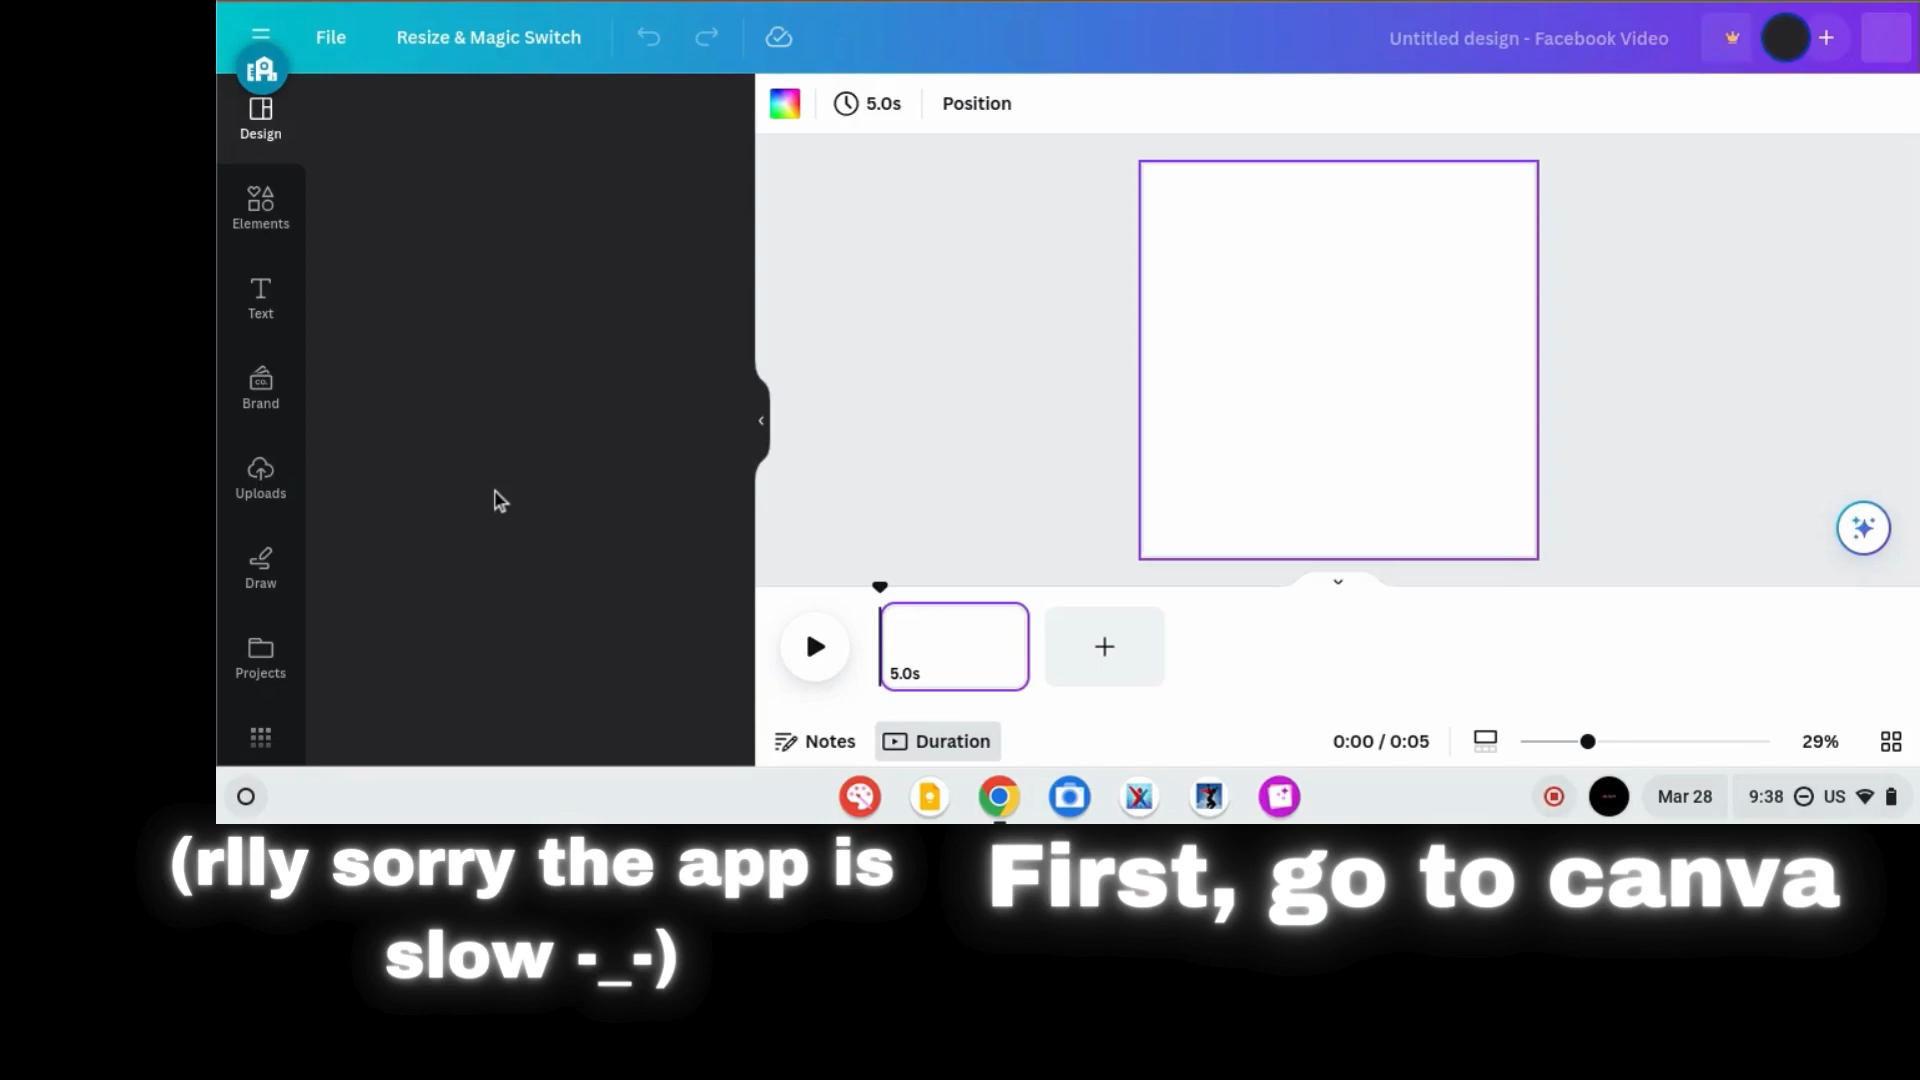 File
Resize & Magic Switch
Untitled design - Facebook Video
Design
Elements
Text
CO.
Brand
Uploads
Draw
Projects
5.0s
Position
5.0s
Notes
Duration
0:00 / 0:05
29%
Mar 28
9:38
US
(rlly sorry the app is
slow -_-)
First, go to canva